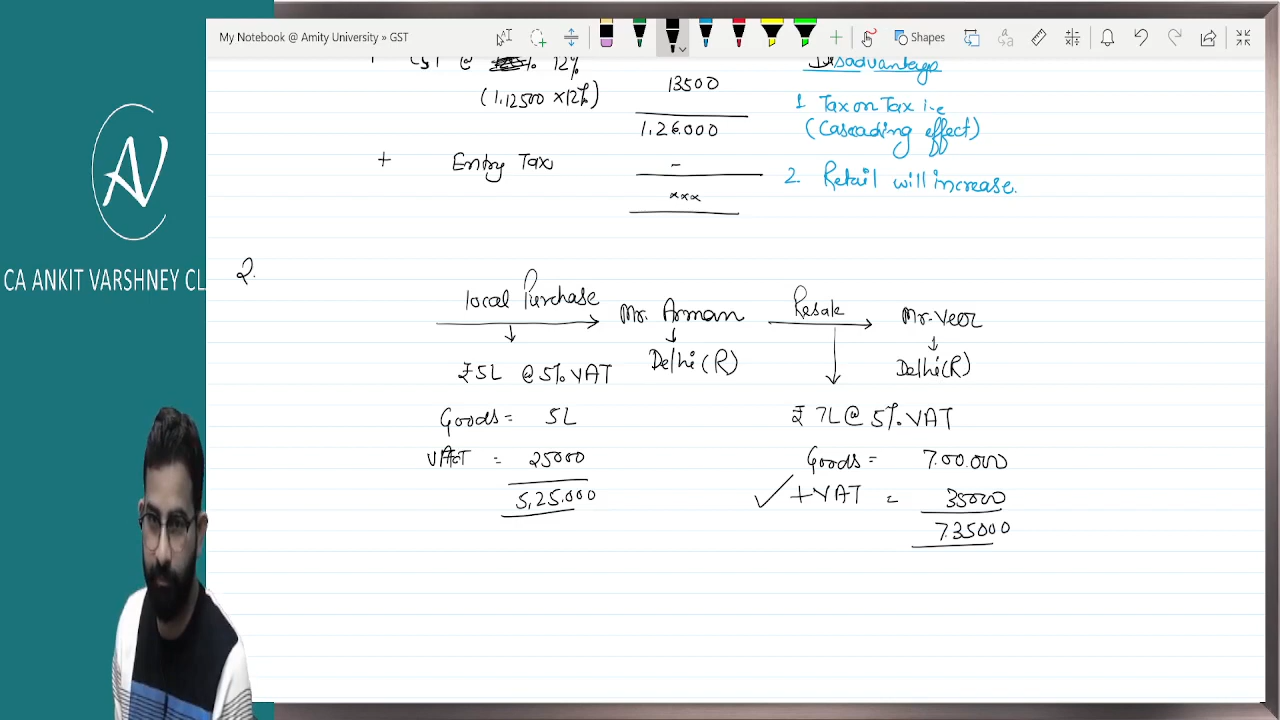 My Notebook @ Amity University » GST
Shapes
+ CST @ 12%
(1,12500 x 12%)
13500
1.26.000
+ Entry Tax -
xxx
Disadvantage
1. Tax on Tax i.e
(Cascading effect)
2. Retail will increase.
AV
CA ANKIT VARSHNEY CL
2.
local Purchase
Mr. Arman
Resale
Mr. Veer
₹5L @ 5% VAT
Delhi (R)
Delhi (R)
Goods = 5L
VAT = 25000
5,25.000
₹ 7L @ 5% VAT
Goods = 7.00.000
+ VAT = 35000
7.35000